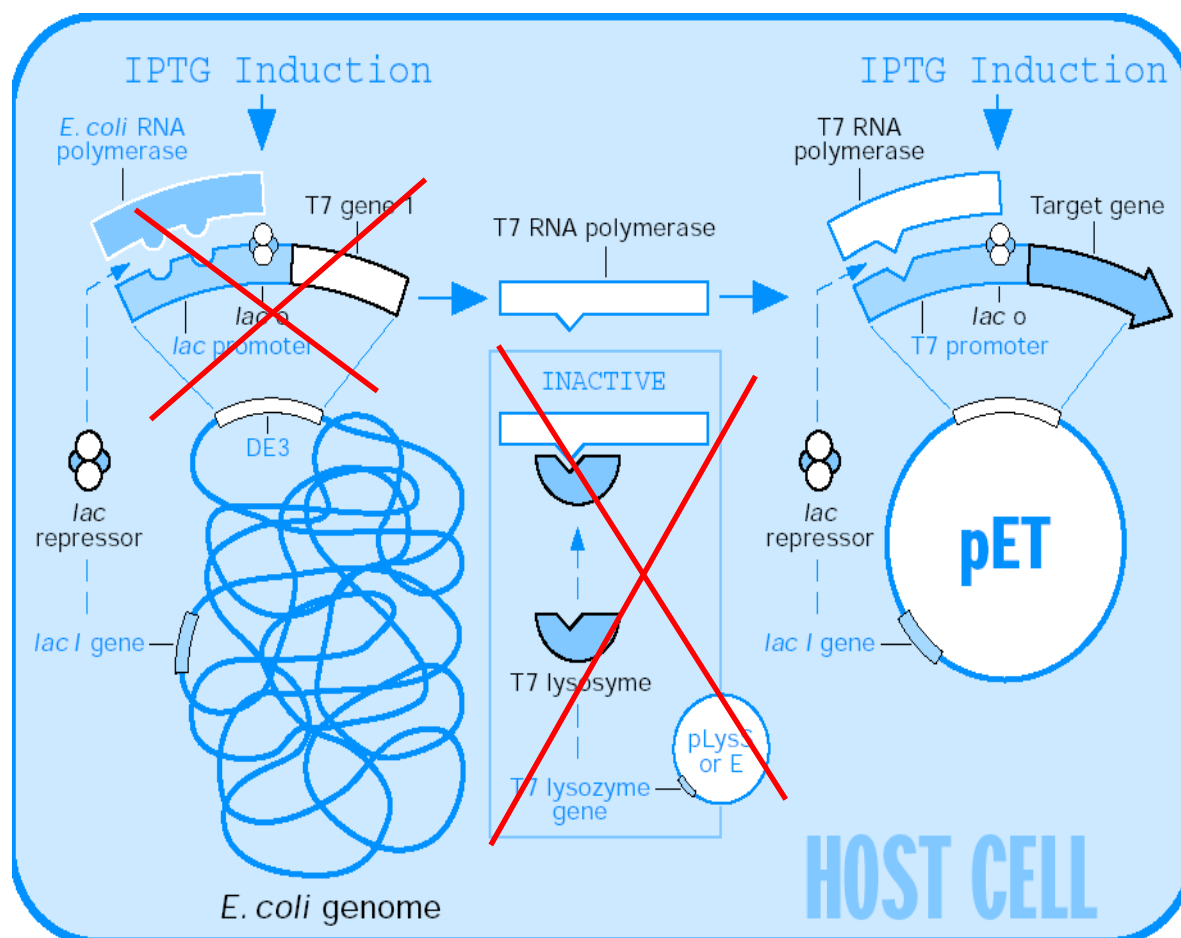 IPTG Induction
E. coli RNA
polymerase
T7 gene 1
lac o
lac promoter
DE3
lac
repressor
lac I gene
E. coli genome
T7 RNA polymerase
INACTIVE
T7 lysosyme
pLysS
or E
T7 lysozyme
gene
IPTG Induction
T7 RNA
polymerase
Target gene
lac o
T7 promoter
lac
repressor
pET
lac I gene
HOST CELL